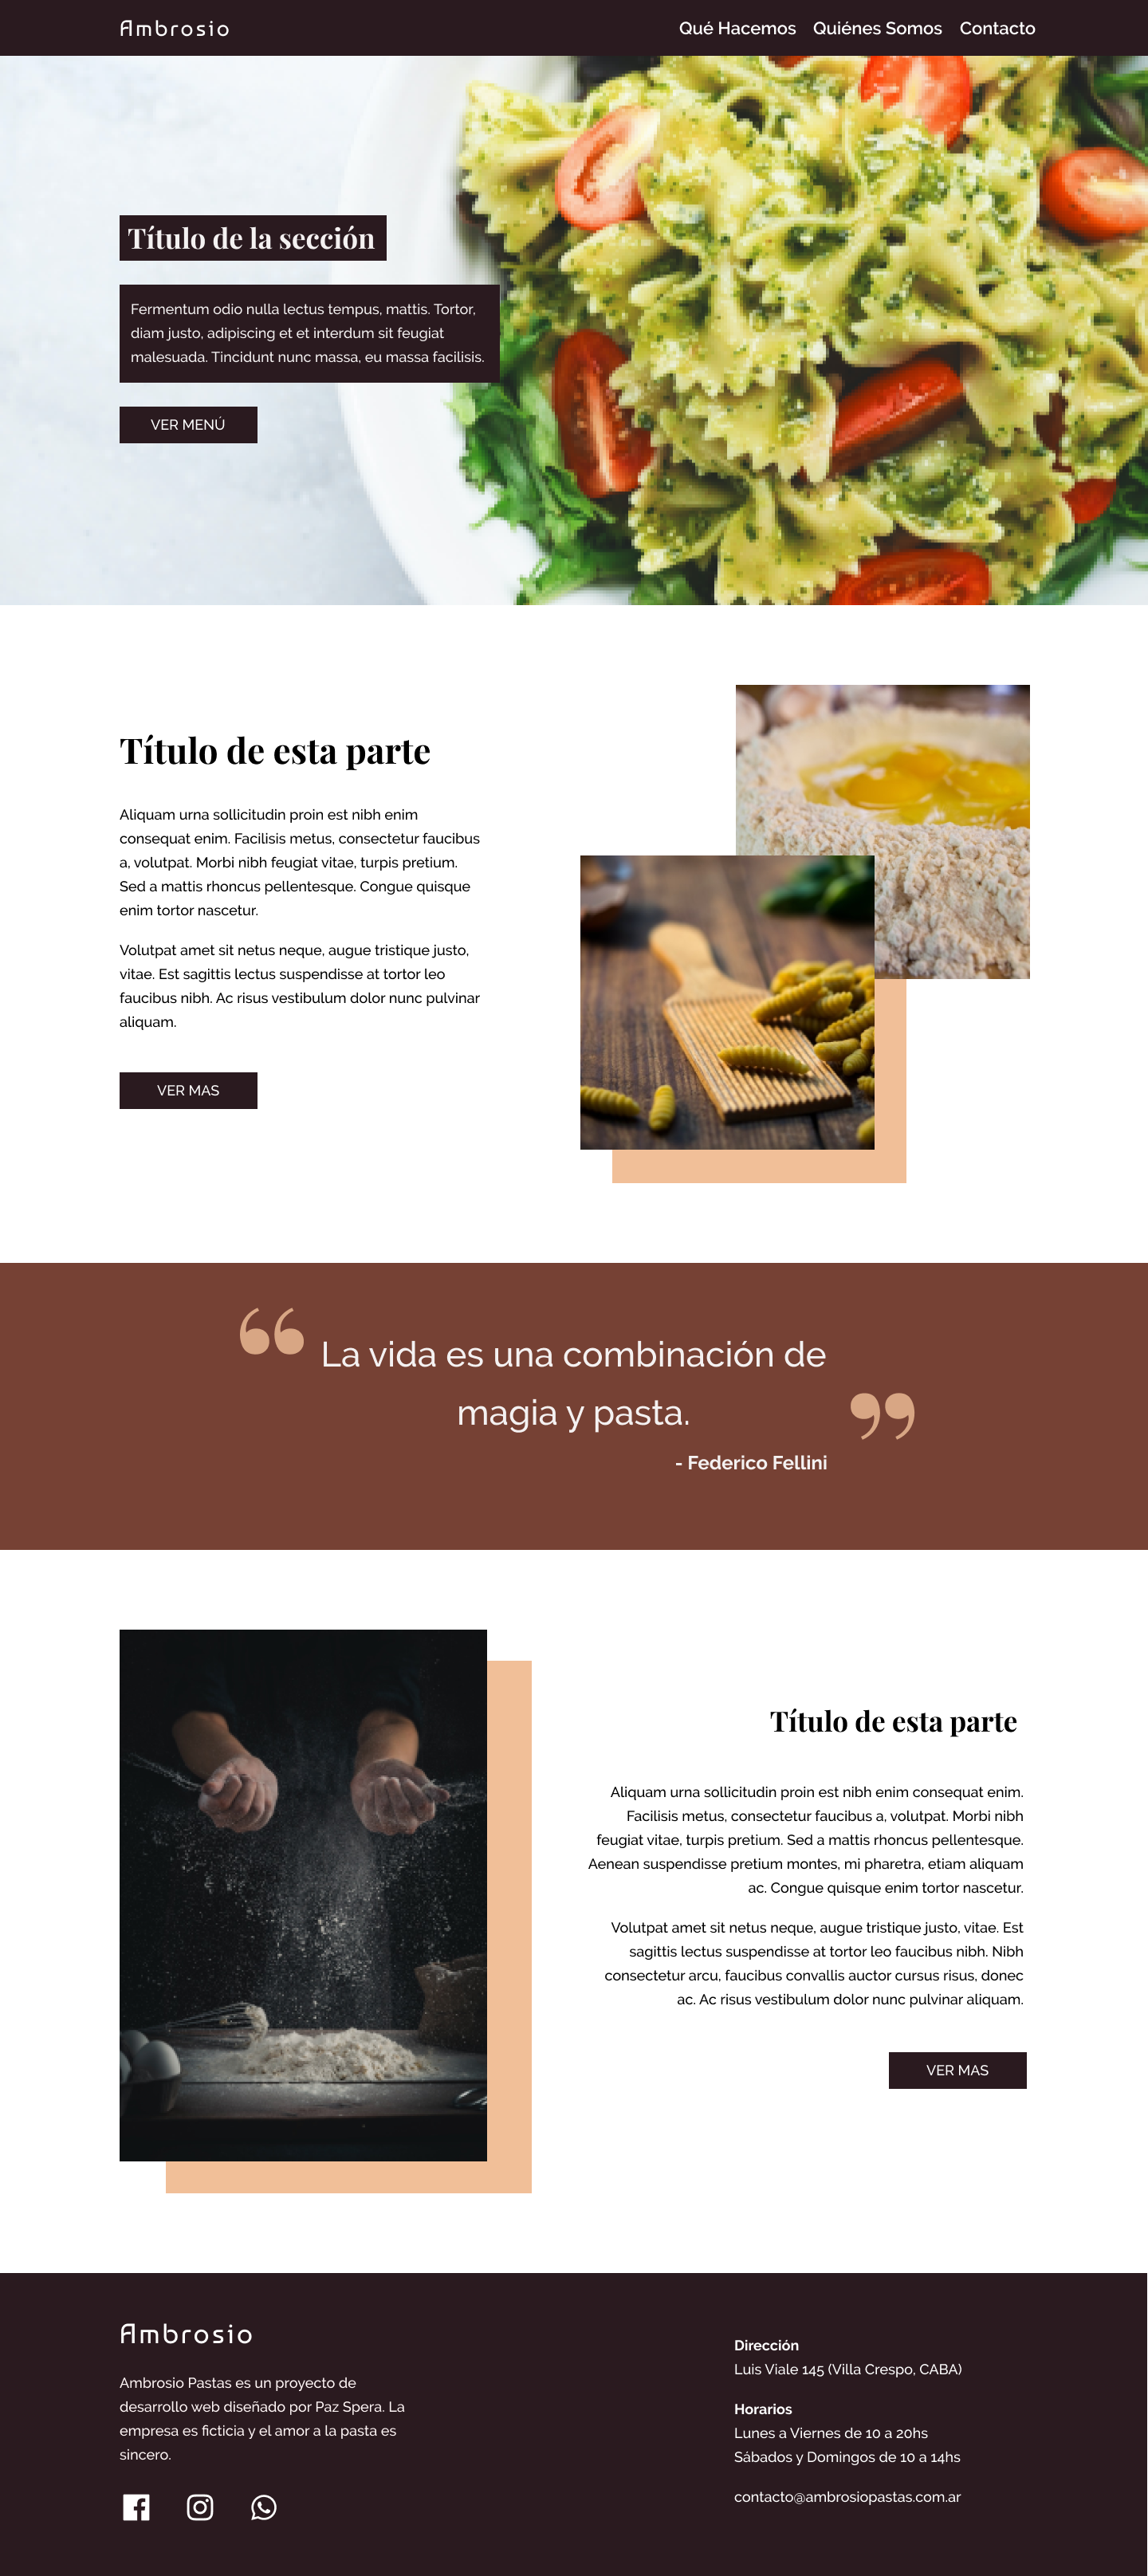 Ambrosio
Qué Hacemos Quiénes Somos Contacto
Título de la sección
Fermentum odio nulla lectus tempus, mattis. Tortor,
diam justo, adipiscing et et interdum sit feugiat
malesuada. Tincidunt nunc massa, eu massa facilisis.
VER MENÚ
Título de esta parte
Aliquam urna sollicitudin proin est nibh enim
consequat enim. Facilisis metus, consectetur faucibus
a, volutpat. Morbi nibh feugiat vitae, turpis pretium.
Sed a mattis rhoncus pellentesque. Congue quisque
enim tortor nascetur.
Volutpat amet sit netus neque, augue tristique justo,
vitae. Est sagittis lectus suspendisse at tortor leo
faucibus nibh. Ac risus vestibulum dolor nunc pulvinar
aliquam.
VER MAS
“ La vida es una combinación de
magia y pasta. ”
- Federico Fellini
Título de esta parte
Aliquam urna sollicitudin proin est nibh enim consequat enim.
Facilisis metus, consectetur faucibus a, volutpat. Morbi nibh
feugiat vitae, turpis pretium. Sed a mattis rhoncus pellentesque.
Aenean suspendisse pretium montes, mi pharetra, etiam aliquam
ac. Congue quisque enim tortor nascetur.
Volutpat amet sit netus neque, augue tristique justo, vitae. Est
sagittis lectus suspendisse at tortor leo faucibus nibh. Nibh
consectetur arcu, faucibus convallis auctor cursus risus, donec
ac. Ac risus vestibulum dolor nunc pulvinar aliquam.
VER MAS
Ambrosio
Ambrosio Pastas es un proyecto de
desarrollo web diseñado por Paz Spera. La
empresa es ficticia y el amor a la pasta es
sincero.
Dirección
Luis Viale 145 (Villa Crespo, CABA)
Horarios
Lunes a Viernes de 10 a 20hs
Sábados y Domingos de 10 a 14hs
contacto@ambrosiopastas.com.ar